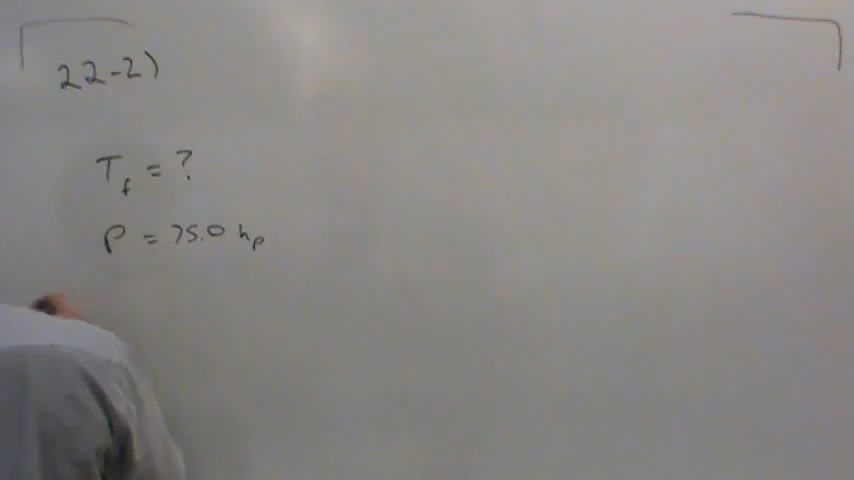 22-2)
T_f = ?
P = 75.0 hp